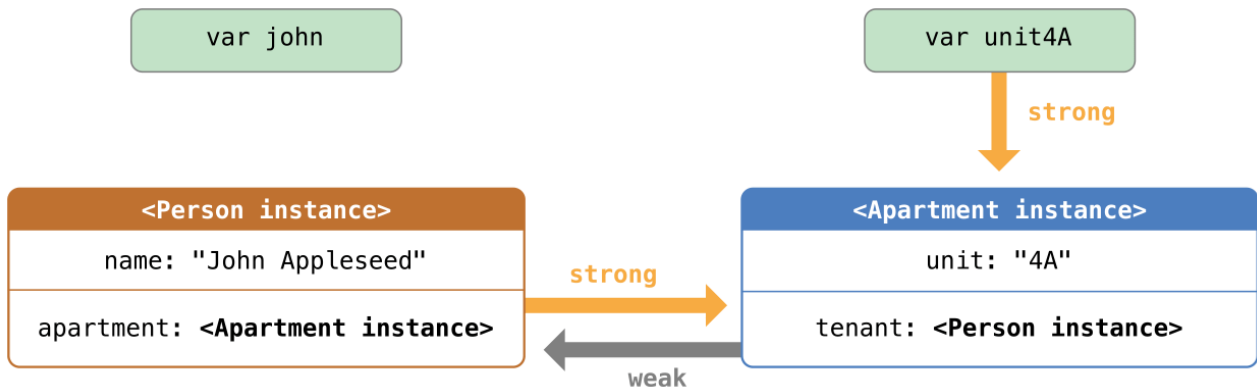 var john
var unit4A
strong
<Person instance>
name: "John Appleseed"
apartment: <Apartment instance>
strong
weak
<Apartment instance>
unit: "4A"
tenant: <Person instance>